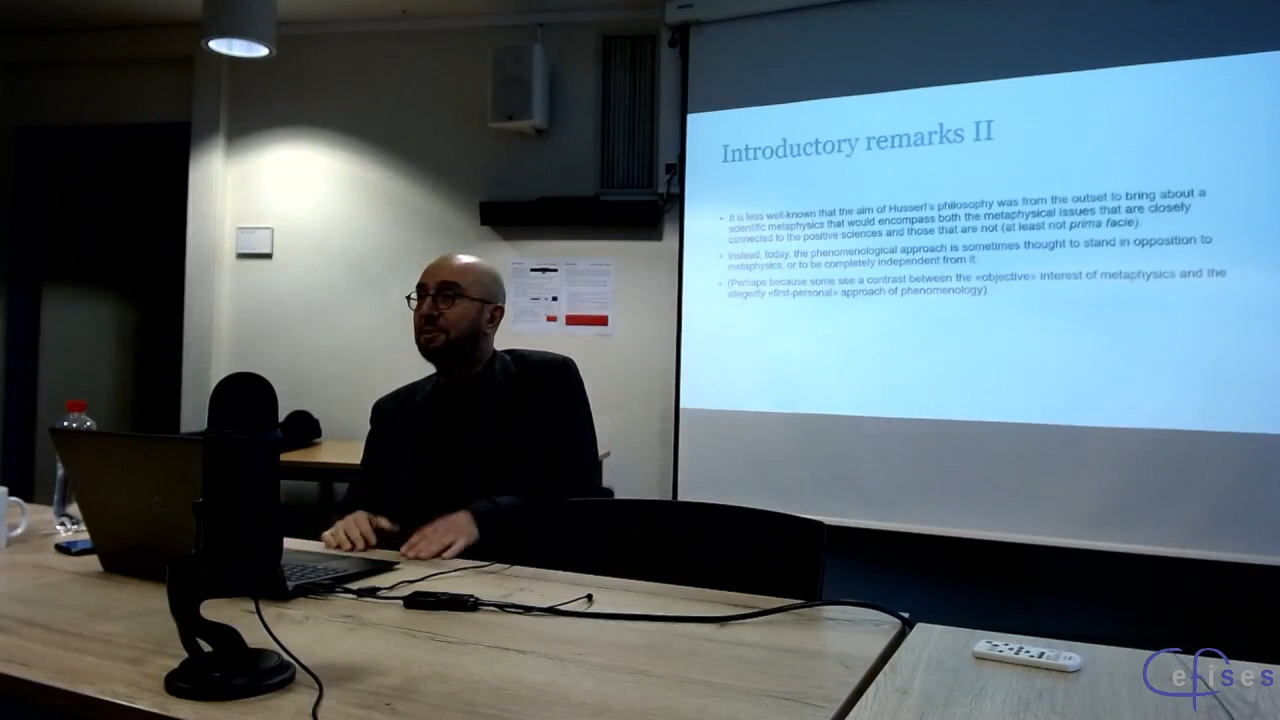 Introductory remarks II
• It is less well-known that the aim of Husserl's philosophy was from the outset to bring about a
scientific metaphysics that would encompass both the metaphysical issues that are closely
connected to the positive sciences and those that are not (at least not prima facie).
• Instead, today, the phenomenological approach is sometimes thought to stand in opposition to
metaphysics, or to be completely independent from it.
• (Perhaps because some see a contrast between the «objective» interest of metaphysics and the
allegedly «first-personal» approach of phenomenology)
Cefises